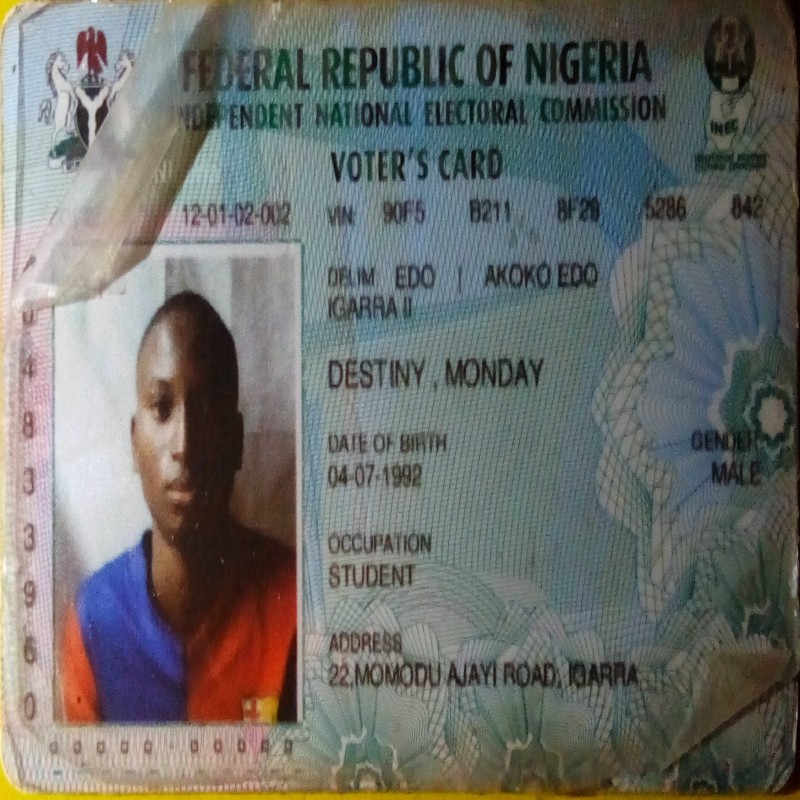 FEDERAL REPUBLIC OF NIGERIA
INDEPENDENT NATIONAL ELECTORAL COMMISSION
VOTER'S CARD
INEC
12-01-02-002 VIN: 90F5 B211 8F29 5286 842
DELIM EDO | AKOKO EDO
IGARRA II
DESTINY , MONDAY
DATE OF BIRTH
04-07-1992
GENDER
MALE
OCCUPATION
STUDENT
ADDRESS
22,MOMODU AJAYI ROAD, IGARRA
4
8
3
3
9
6
0